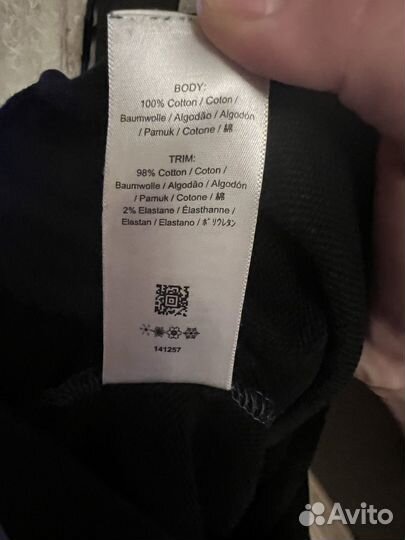 BODY:
100% Cotton / Coton /
Baumwolle / Algodão / Algodón
/ Pamuk / Cotone / 綿
TRIM:
98% Cotton / Coton /
Baumwolle / Algodão / Algodón
/ Pamuk / Cotone / 綿
2% Elastane / Élasthanne /
Elastan / Elastano / ポリウレタン
141257
Avito